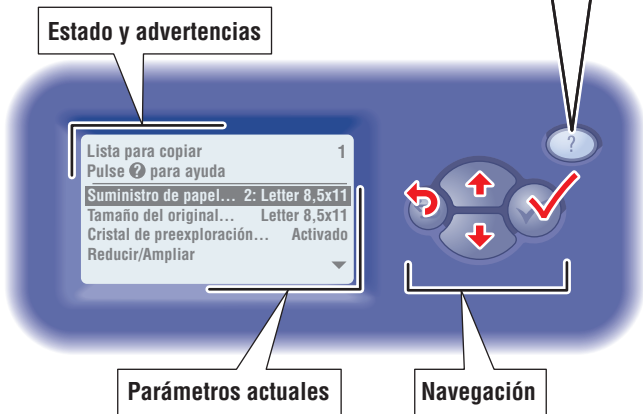 Estado y advertencias
Lista para copiar 1
Pulse ? para ayuda
Suministro de papel... 2: Letter 8,5x11
Tamaño del original... Letter 8,5x11
Cristal de preexploración... Activado
Reducir/Ampliar
?
Parámetros actuales
Navegación